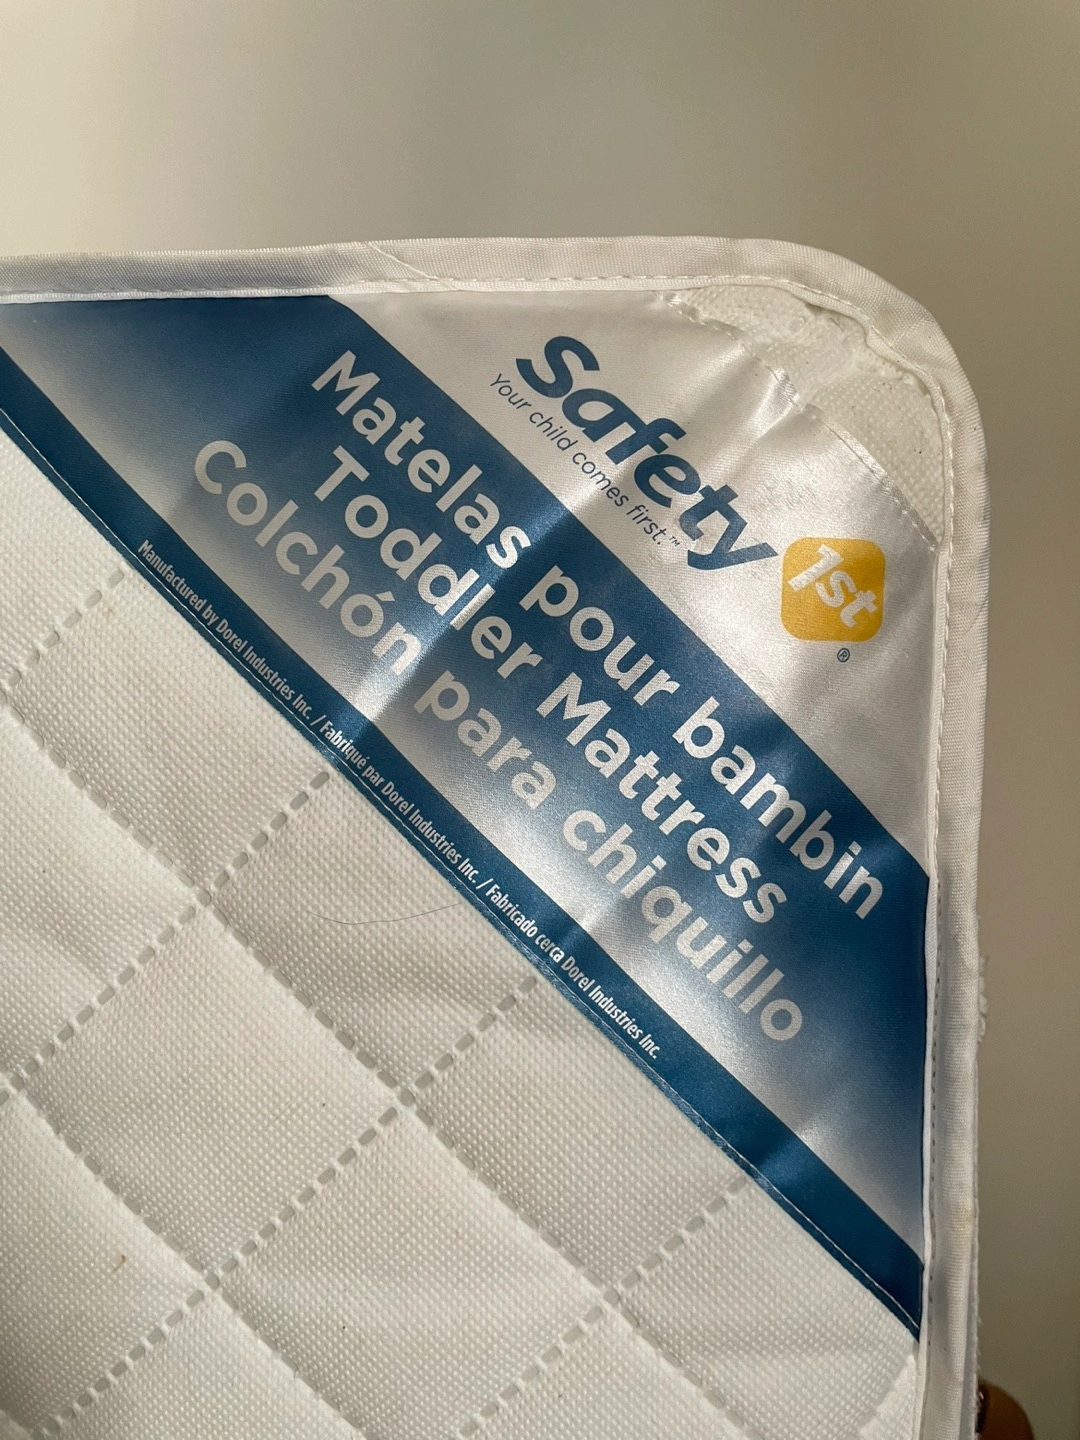 Safety 1st®
Your child comes first.™
Matelas pour bambin
Toddler Mattress
Colchón para chiquillo
Manufactured by Dorel Industries Inc. / Fabriqué par Dorel Industries Inc. / Fabricado cerca Dorel Industries Inc.